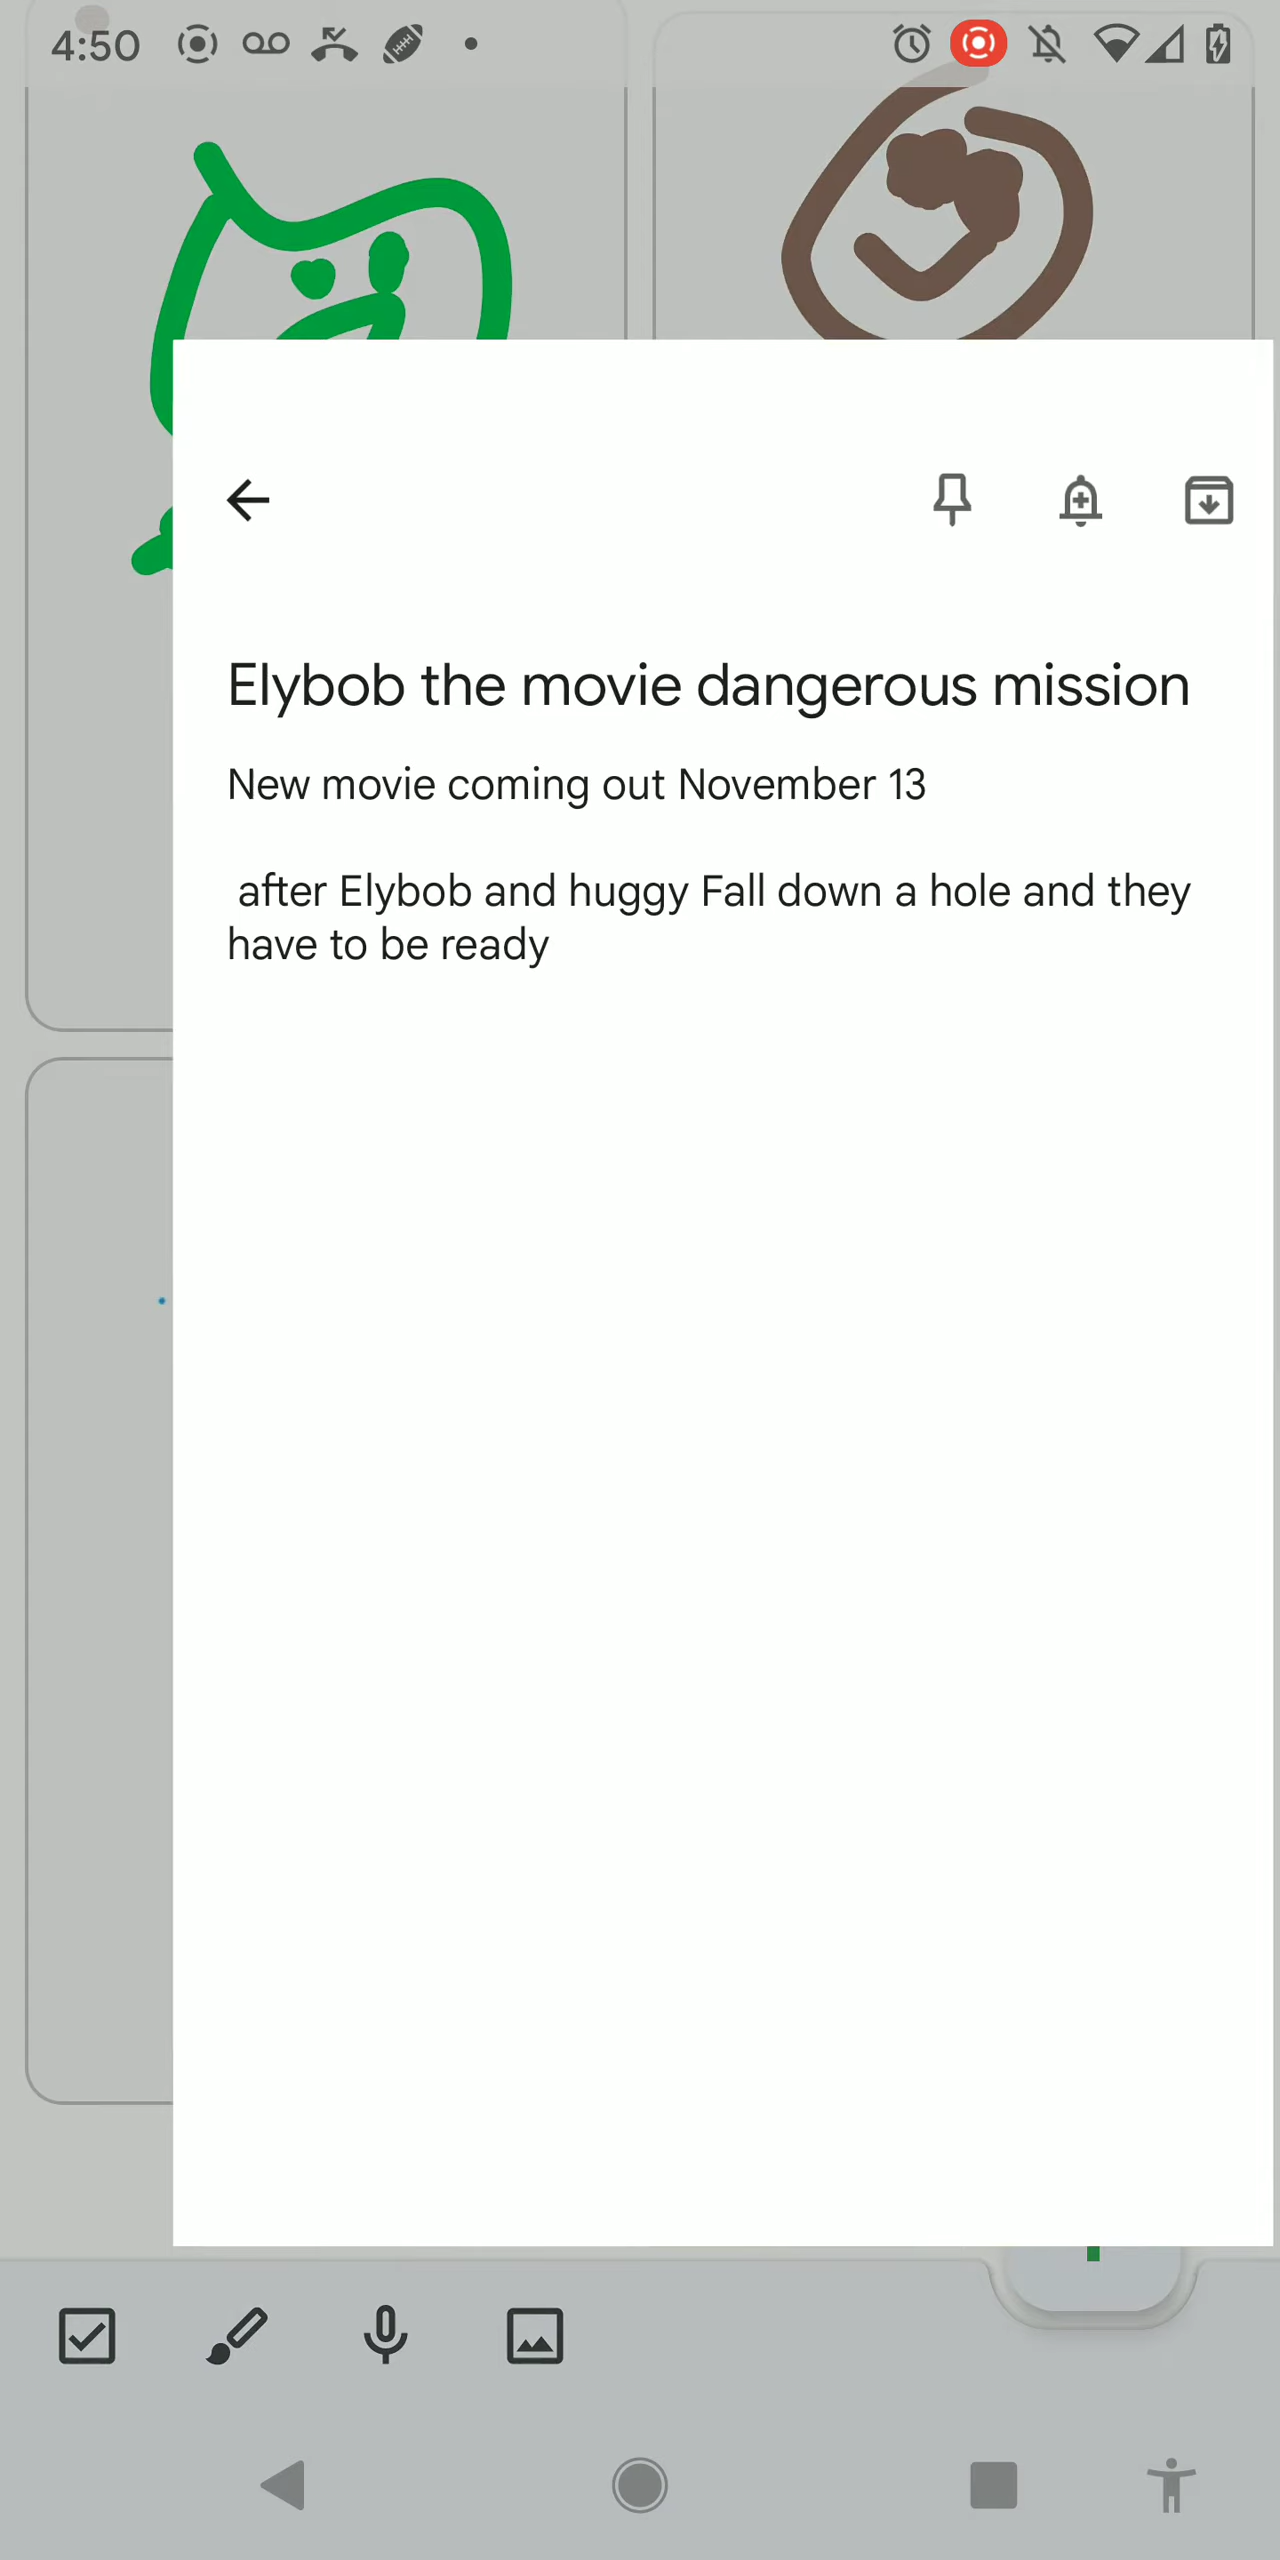 4:50
Elybob the movie dangerous mission
New movie coming out November 13
after Elybob and huggy Fall down a hole and they
have to be ready